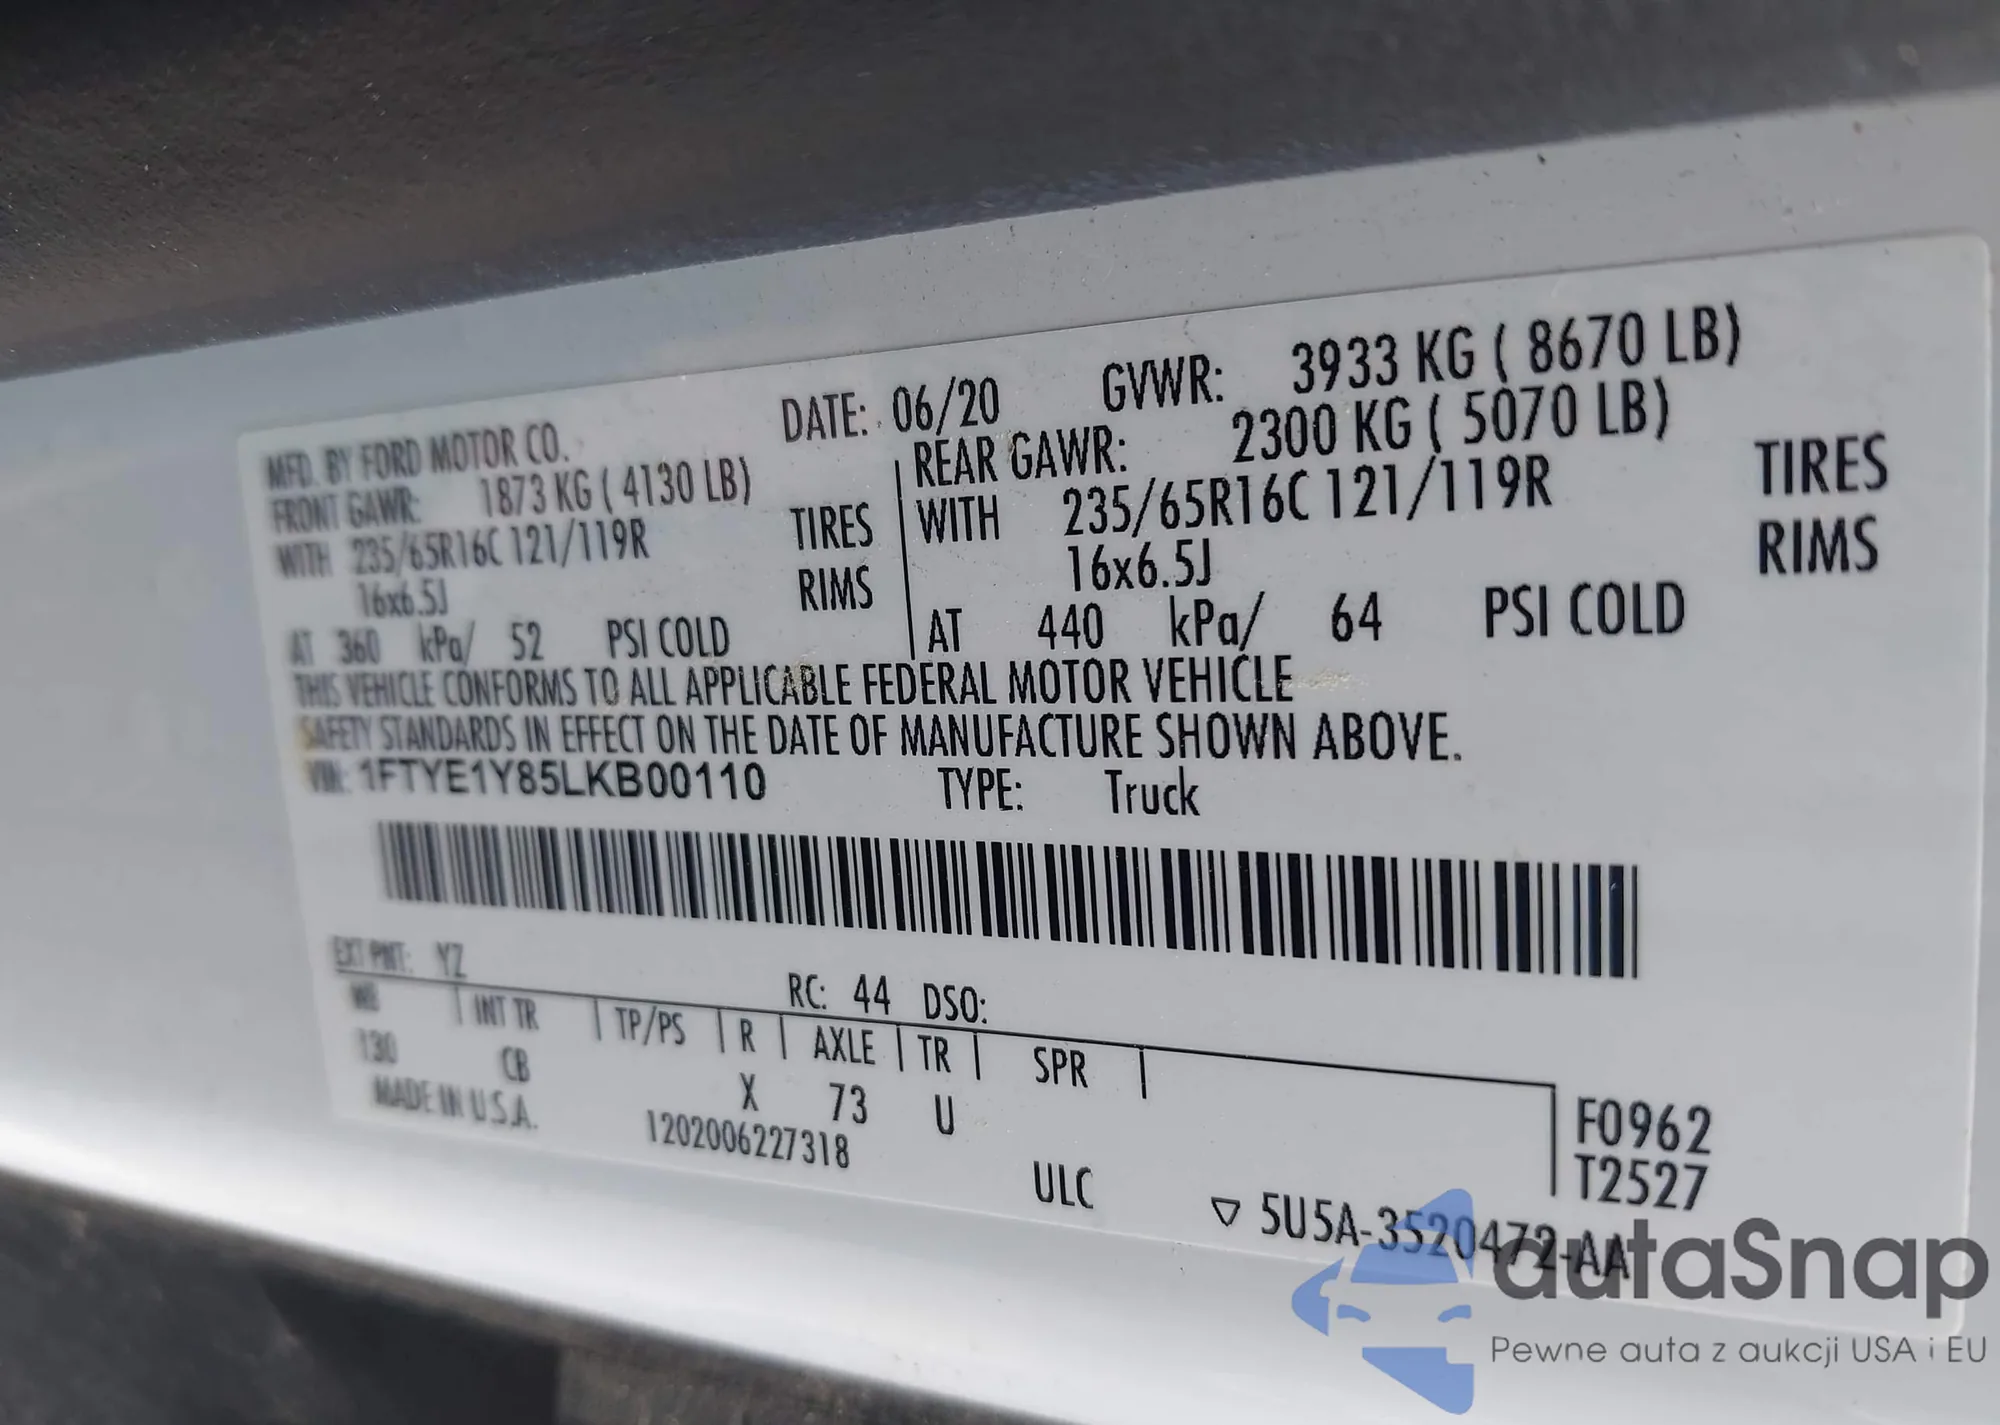 MFD. BY FORD MOTOR CO. DATE: 06/20 GVWR: 3933 KG ( 8670 LB)
FRONT GAWR: 1873 KG ( 4130 LB) REAR GAWR: 2300 KG ( 5070 LB)
WITH 235/65R16C 121/119R TIRES WITH 235/65R16C 121/119R TIRES
16x6.5J RIMS 16x6.5J RIMS
AT 360 kPa/ 52 PSI COLD AT 440 kPa/ 64 PSI COLD
THIS VEHICLE CONFORMS TO ALL APPLICABLE FEDERAL MOTOR VEHICLE
SAFETY STANDARDS IN EFFECT ON THE DATE OF MANUFACTURE SHOWN ABOVE.
VIN: 1FTYE1Y85LKB00110 TYPE: Truck
EXT PNT: YZ RC: 44 DSO:
WB INT TR TP/PS R AXLE TR SPR
130 CB X 73 U F0962
T2527
MADE IN U.S.A. 1202006227318 ULC ▽ 5U5A-3520472-AA
autaSnap
Pewne auta z aukcji USA i EU